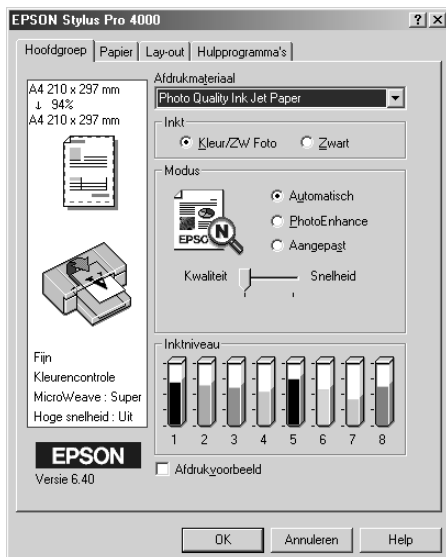 EPSON Stylus Pro 4000
Hoofdgroep Papier Lay-out Hulpprogramma's
A4 210 x 297 mm
↓ 94%
A4 210 x 297 mm
Fijn
Kleurencontrole
MicroWeave : Super
Hoge snelheid : Uit
EPSON
Versie 6.40
Afdrukmateriaal
Photo Quality Ink Jet Paper
Inkt
Kleur/ZW Foto Zwart
Modus
EPSO
N
Automatisch
PhotoEnhance
Aangepast
Kwaliteit Snelheid
Inktniveau
1 2 3 4 5 6 7 8
Afdrukvoorbeeld
OK Annuleren Help